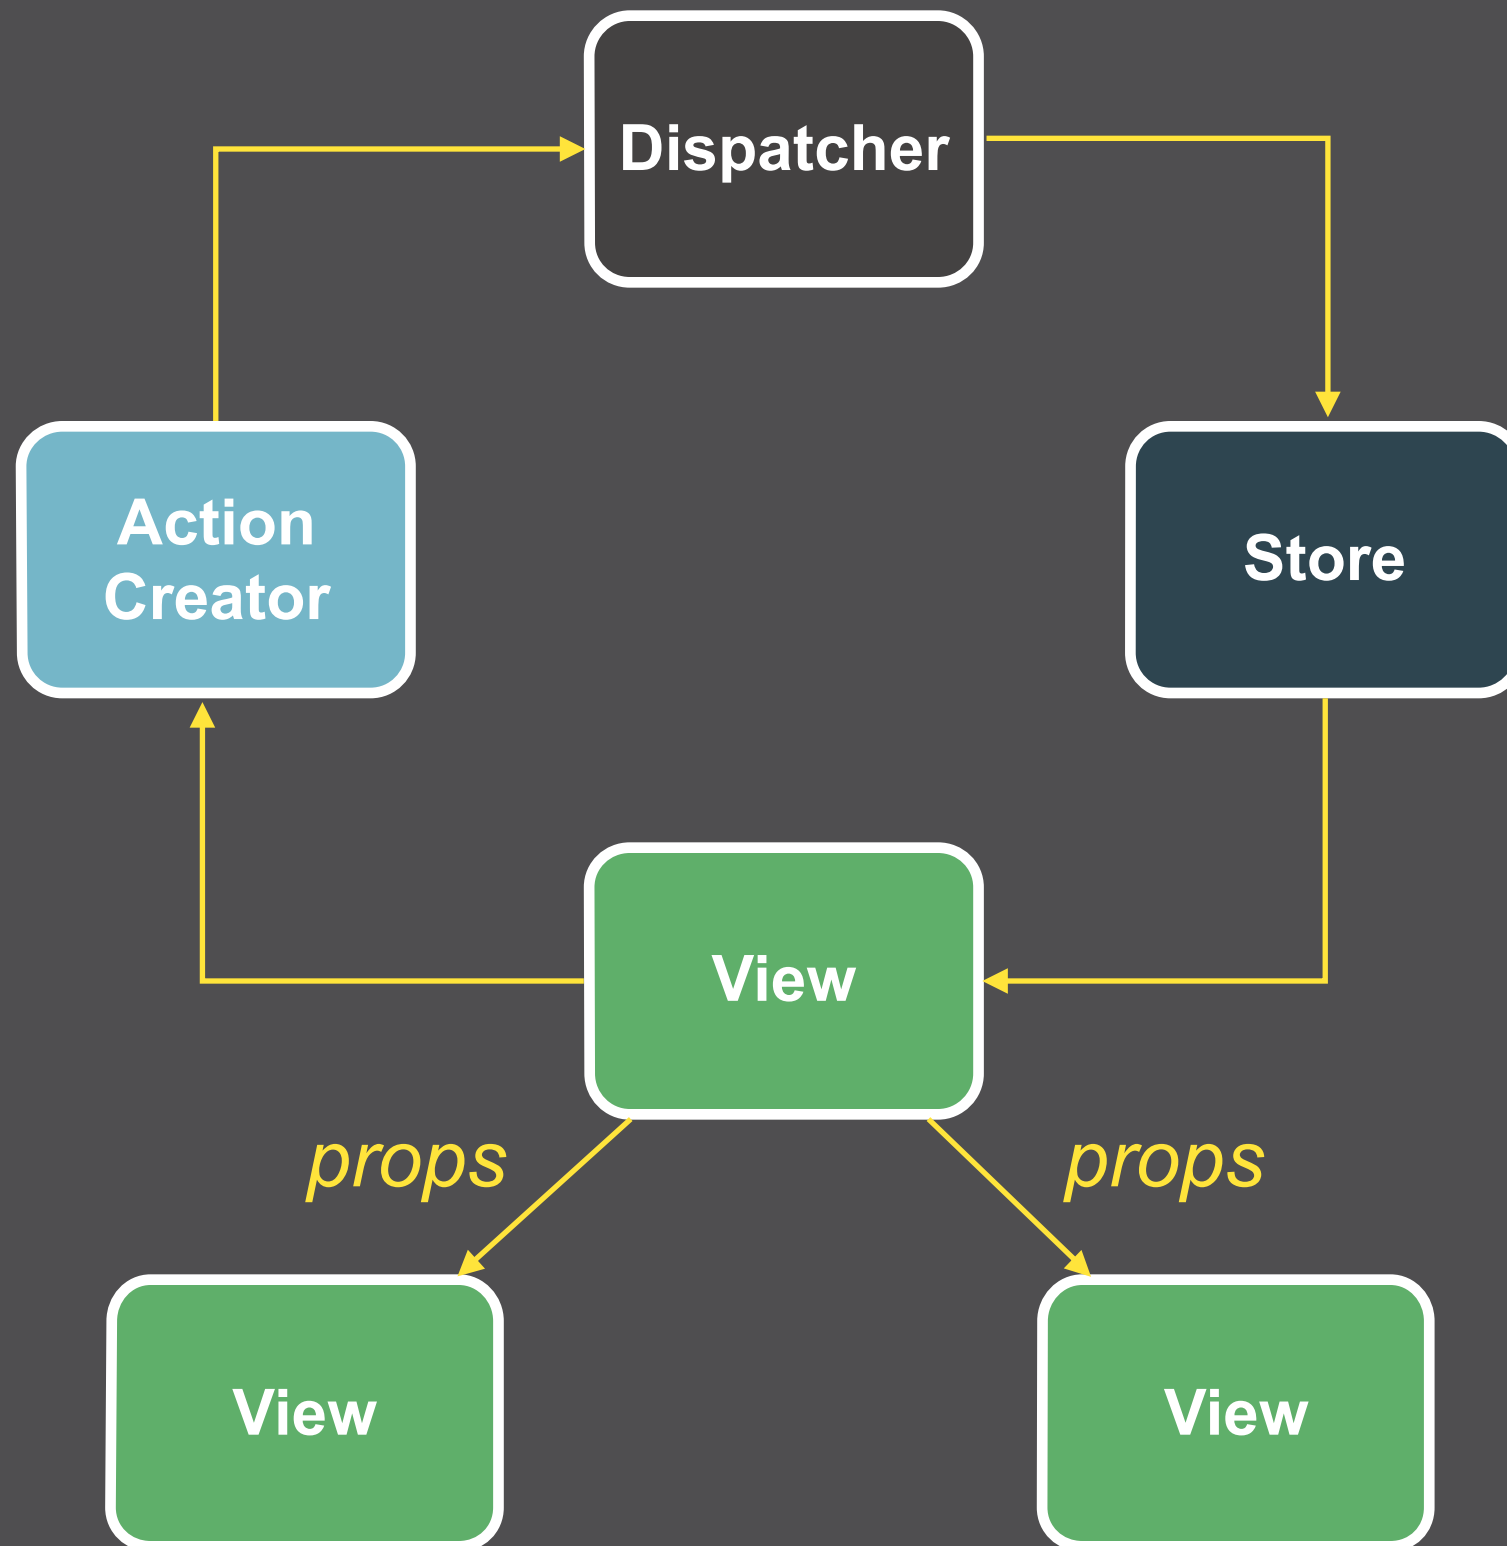 Dispatcher
Action
Creator
Store
View
props
props
View
View